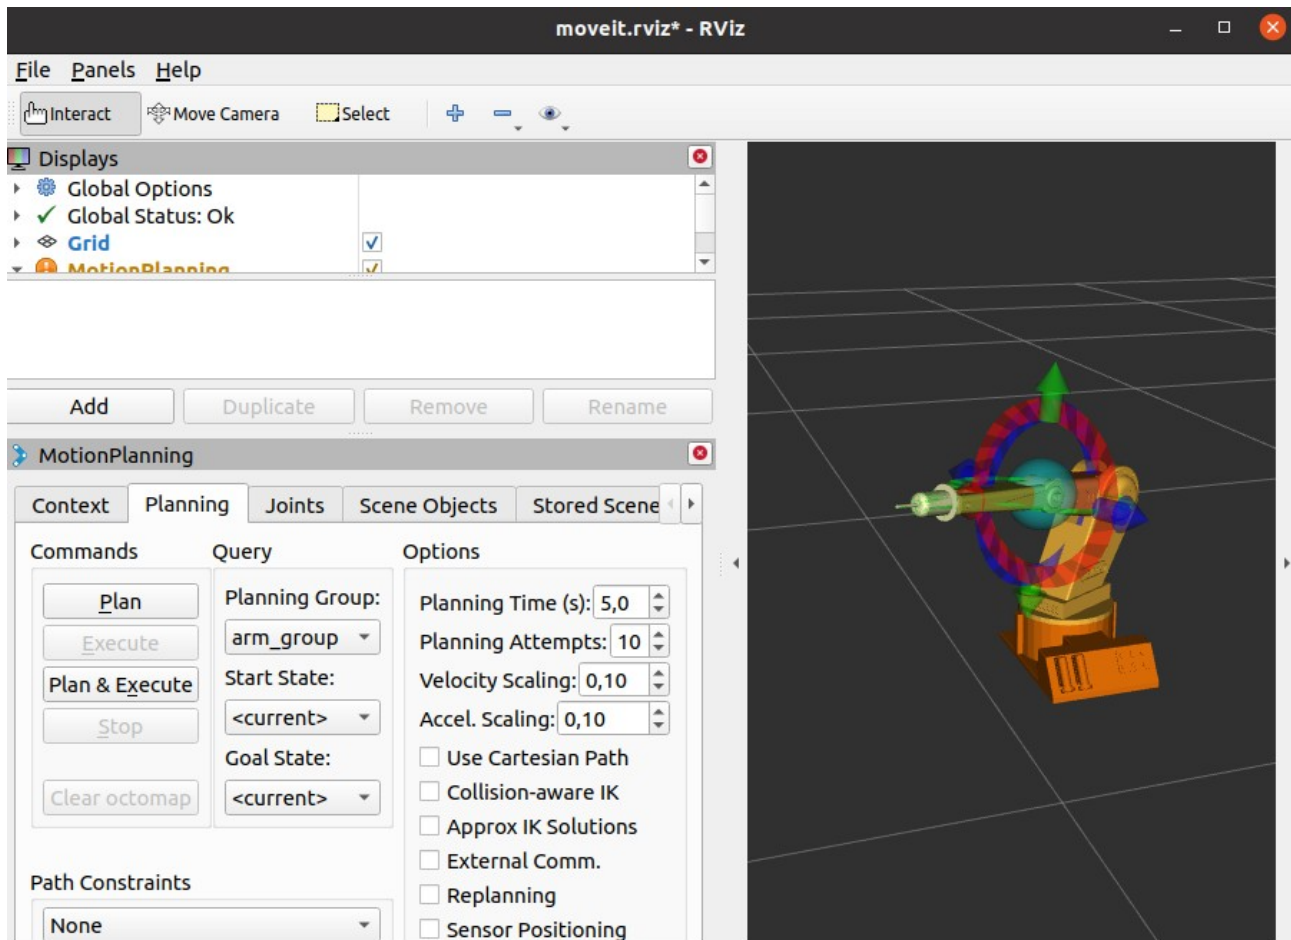 moveit.rviz* - RViz
File Panels Help
Interact Move Camera Select
Displays
Global Options
Global Status: Ok
Grid
MotionPlanning
Add Duplicate Remove Rename
MotionPlanning
Context Planning Joints Scene Objects Stored Scene
Commands Query Options
Plan
Execute
Plan & Execute
Stop
Clear octomap
Planning Group:
arm_group
Start State:
<current>
Goal State:
<current>
Planning Time (s): 5,0
Planning Attempts: 10
Velocity Scaling: 0,10
Accel. Scaling: 0,10
Use Cartesian Path
Collision-aware IK
Approx IK Solutions
External Comm.
Replanning
Sensor Positioning
Path Constraints
None